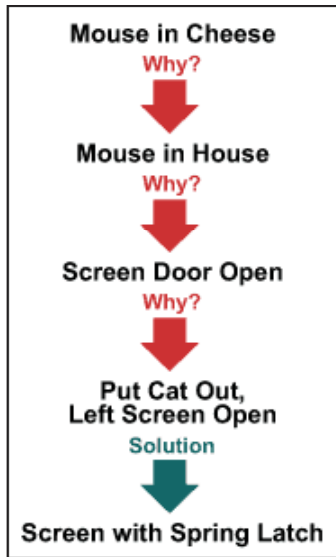 Mouse in Cheese
Why?
Mouse in House
Why?
Screen Door Open
Why?
Put Cat Out,
Left Screen Open
Solution
Screen with Spring Latch